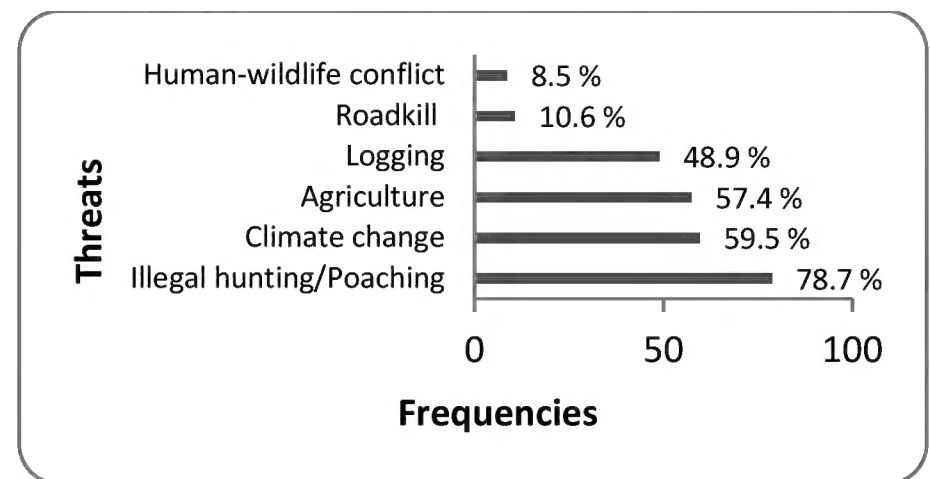 Threats
Human-wildlife conflict 8.5 %
Roadkill 10.6 %
Logging 48.9 %
Agriculture 57.4 %
Climate change 59.5 %
Illegal hunting/Poaching 78.7 %
0 50 100
Frequencies